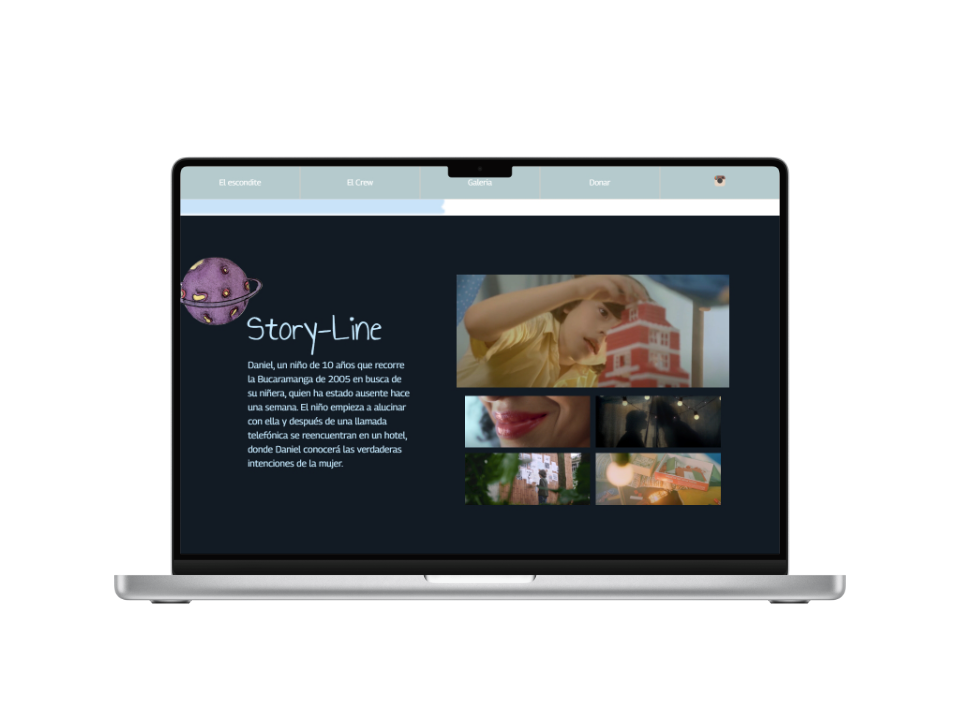 El escondite
El Crew
Galería
Donar
Story-Line
Daniel, un niño de 10 años que recorre
la Bucaramanga de 2005 en busca de
su niñera, quien ha estado ausente hace
una semana. El niño empieza a alucinar
con ella y después de una llamada
telefónica se reencuentran en un hotel,
donde Daniel conocerá las verdaderas
intenciones de la mujer.